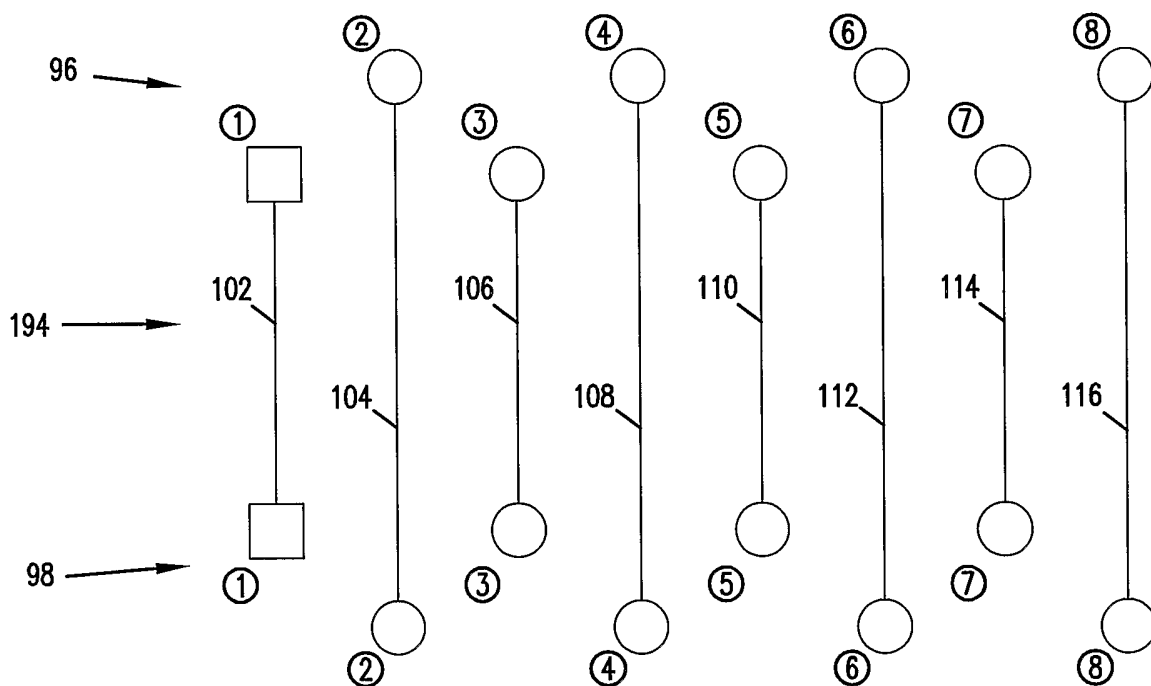 ② ④ ⑥ ⑧
96
① ③ ⑤ ⑦
102 106 110 114
194
104 108 112 116
98
① ③ ⑤ ⑦
② ④ ⑥ ⑧